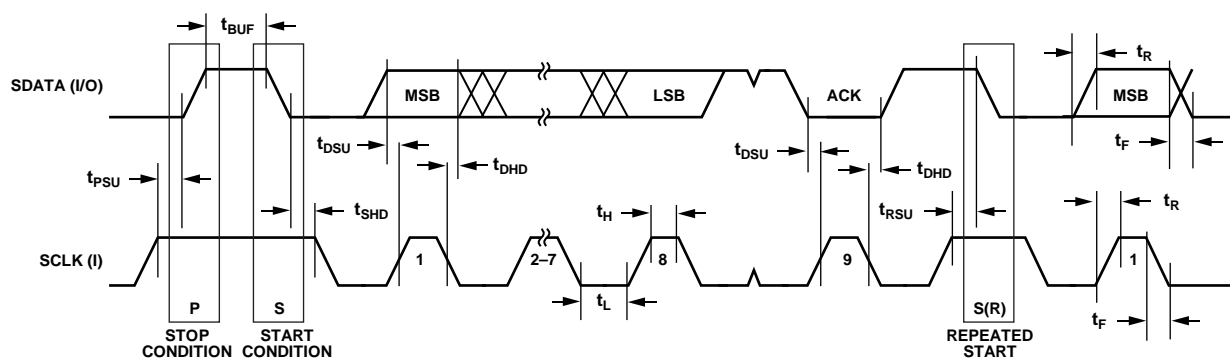 tBUF
SDATA (I/O)
MSB
LSB
ACK
tR
MSB
tDSU
tDHD
tDSU
tDHD
tF
tPSU
tSHD
tH
tRSU
tR
SCLK (I)
1
2–7
8
9
1
tL
tF
P
S
S(R)
STOP
CONDITION
START
CONDITION
REPEATED
START